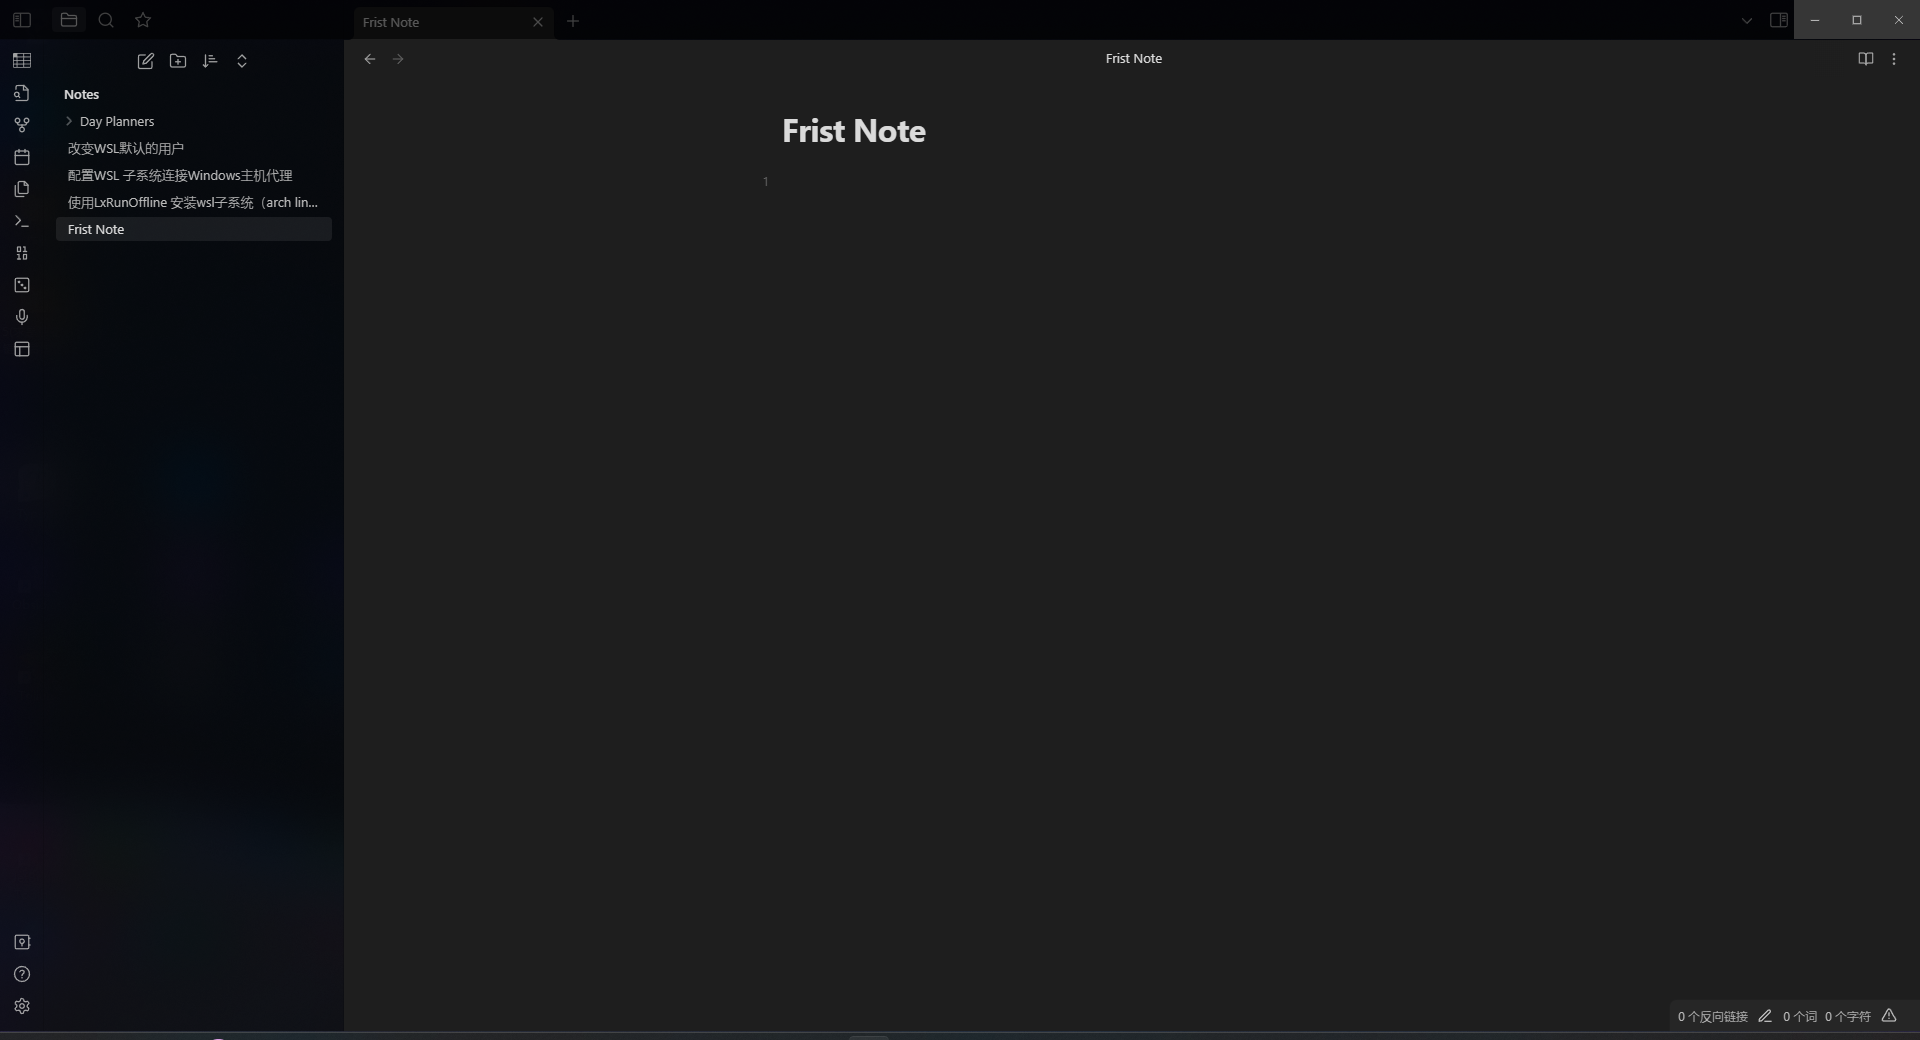 Frist Note
Frist Note
Notes
Day Planners
改变WSL默认的用户
配置WSL 子系统连接Windows主机代理
使用LxRunOffline 安装wsl子系统（arch lin...
Frist Note
Frist Note
1
0 个反向链接 0 个词 0 个字符